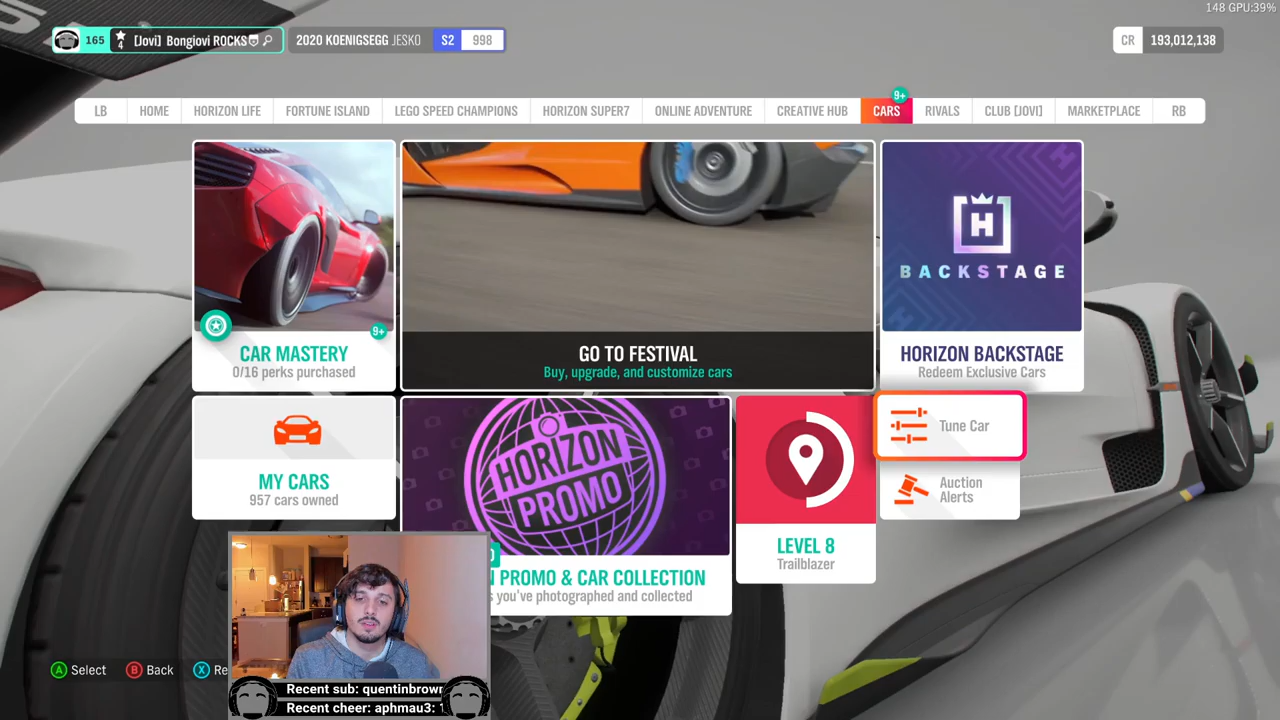 148 GPU:39%
165 4 [Jovi] Bongiovi ROCKS 2020 KOENIGSEGG JESKO S2 998 CR 193,012,138
9+
LB HOME HORIZON LIFE FORTUNE ISLAND LEGO SPEED CHAMPIONS HORIZON SUPER7 ONLINE ADVENTURE CREATIVE HUB CARS RIVALS CLUB [JOVI] MARKETPLACE RB
H
BACKSTAGE
9+
CAR MASTERY
0/16 perks purchased
GO TO FESTIVAL
Buy, upgrade, and customize cars
HORIZON BACKSTAGE
Redeem Exclusive Cars
HORIZON
PROMO
Tune Car
MY CARS
957 cars owned
Auction
Alerts
LEVEL 8
Trailblazer
PROMO & CAR COLLECTION
you've photographed and collected
A Select B Back X Re
Recent sub: quentinbrown
Recent cheer: aphmau3: